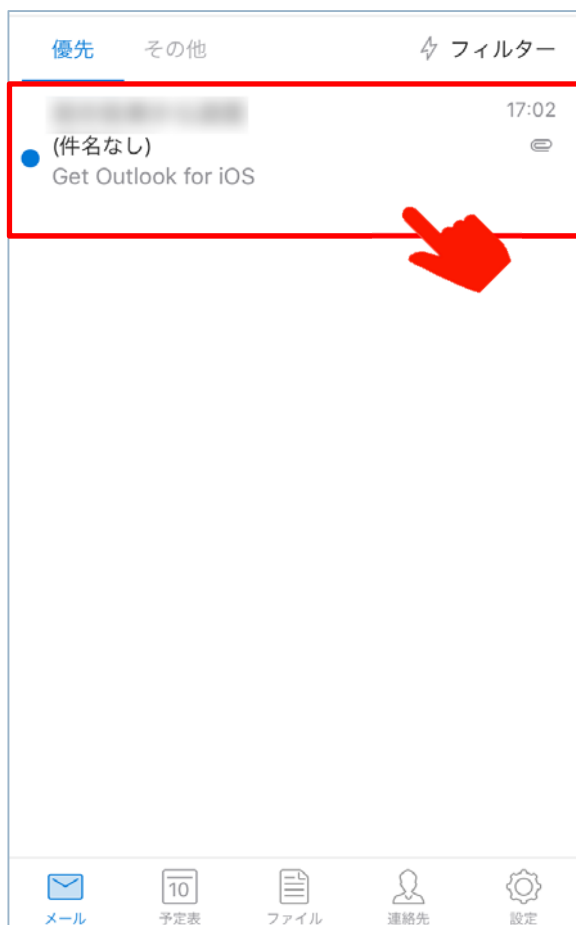 優先 その他 フィルター
17:02
(件名なし)
Get Outlook for iOS
10
メール 予定表 ファイル 連絡先 設定